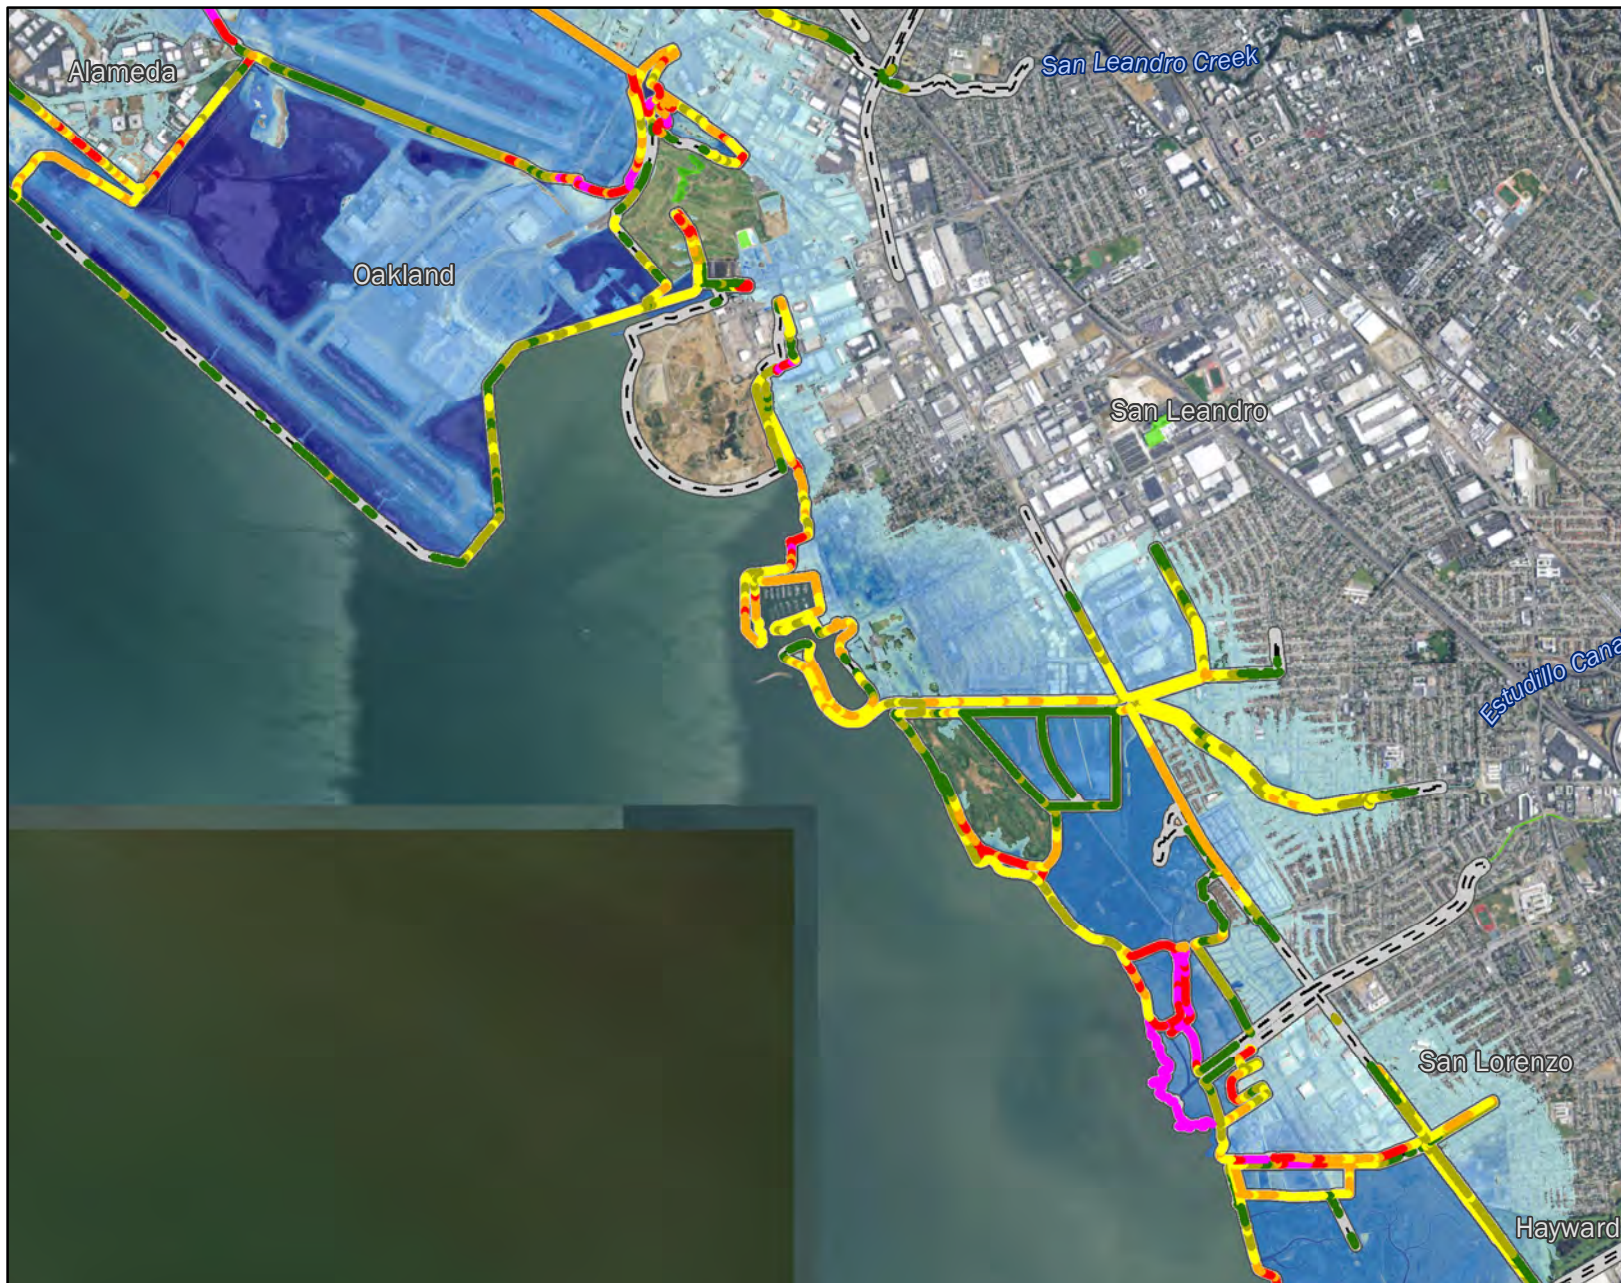 San Leandro Creek
Alameda
Oakland
San Leandro
Estudillo Cana
San Lorenzo
Hayward